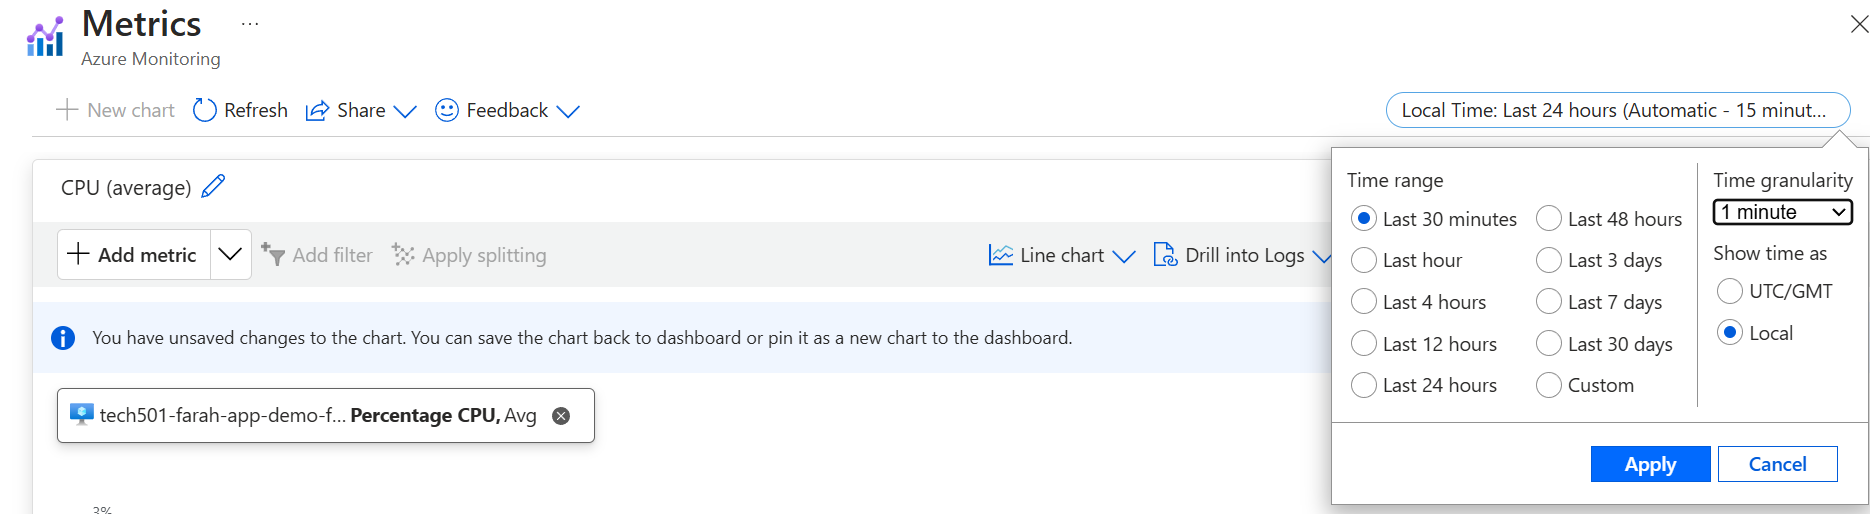 Metrics ...
Azure Monitoring
New chart Refresh Share Feedback
Local Time: Last 24 hours (Automatic - 15 minut...
CPU (average)
Add metric Add filter Apply splitting Line chart Drill into Logs
You have unsaved changes to the chart. You can save the chart back to dashboard or pin it as a new chart to the dashboard.
tech501-farah-app-demo-f... Percentage CPU, Avg
3%
Time range
Last 30 minutes Last 48 hours
Last hour Last 3 days
Last 4 hours Last 7 days
Last 12 hours Last 30 days
Last 24 hours Custom
Time granularity
1 minute
Show time as
UTC/GMT
Local
Apply Cancel